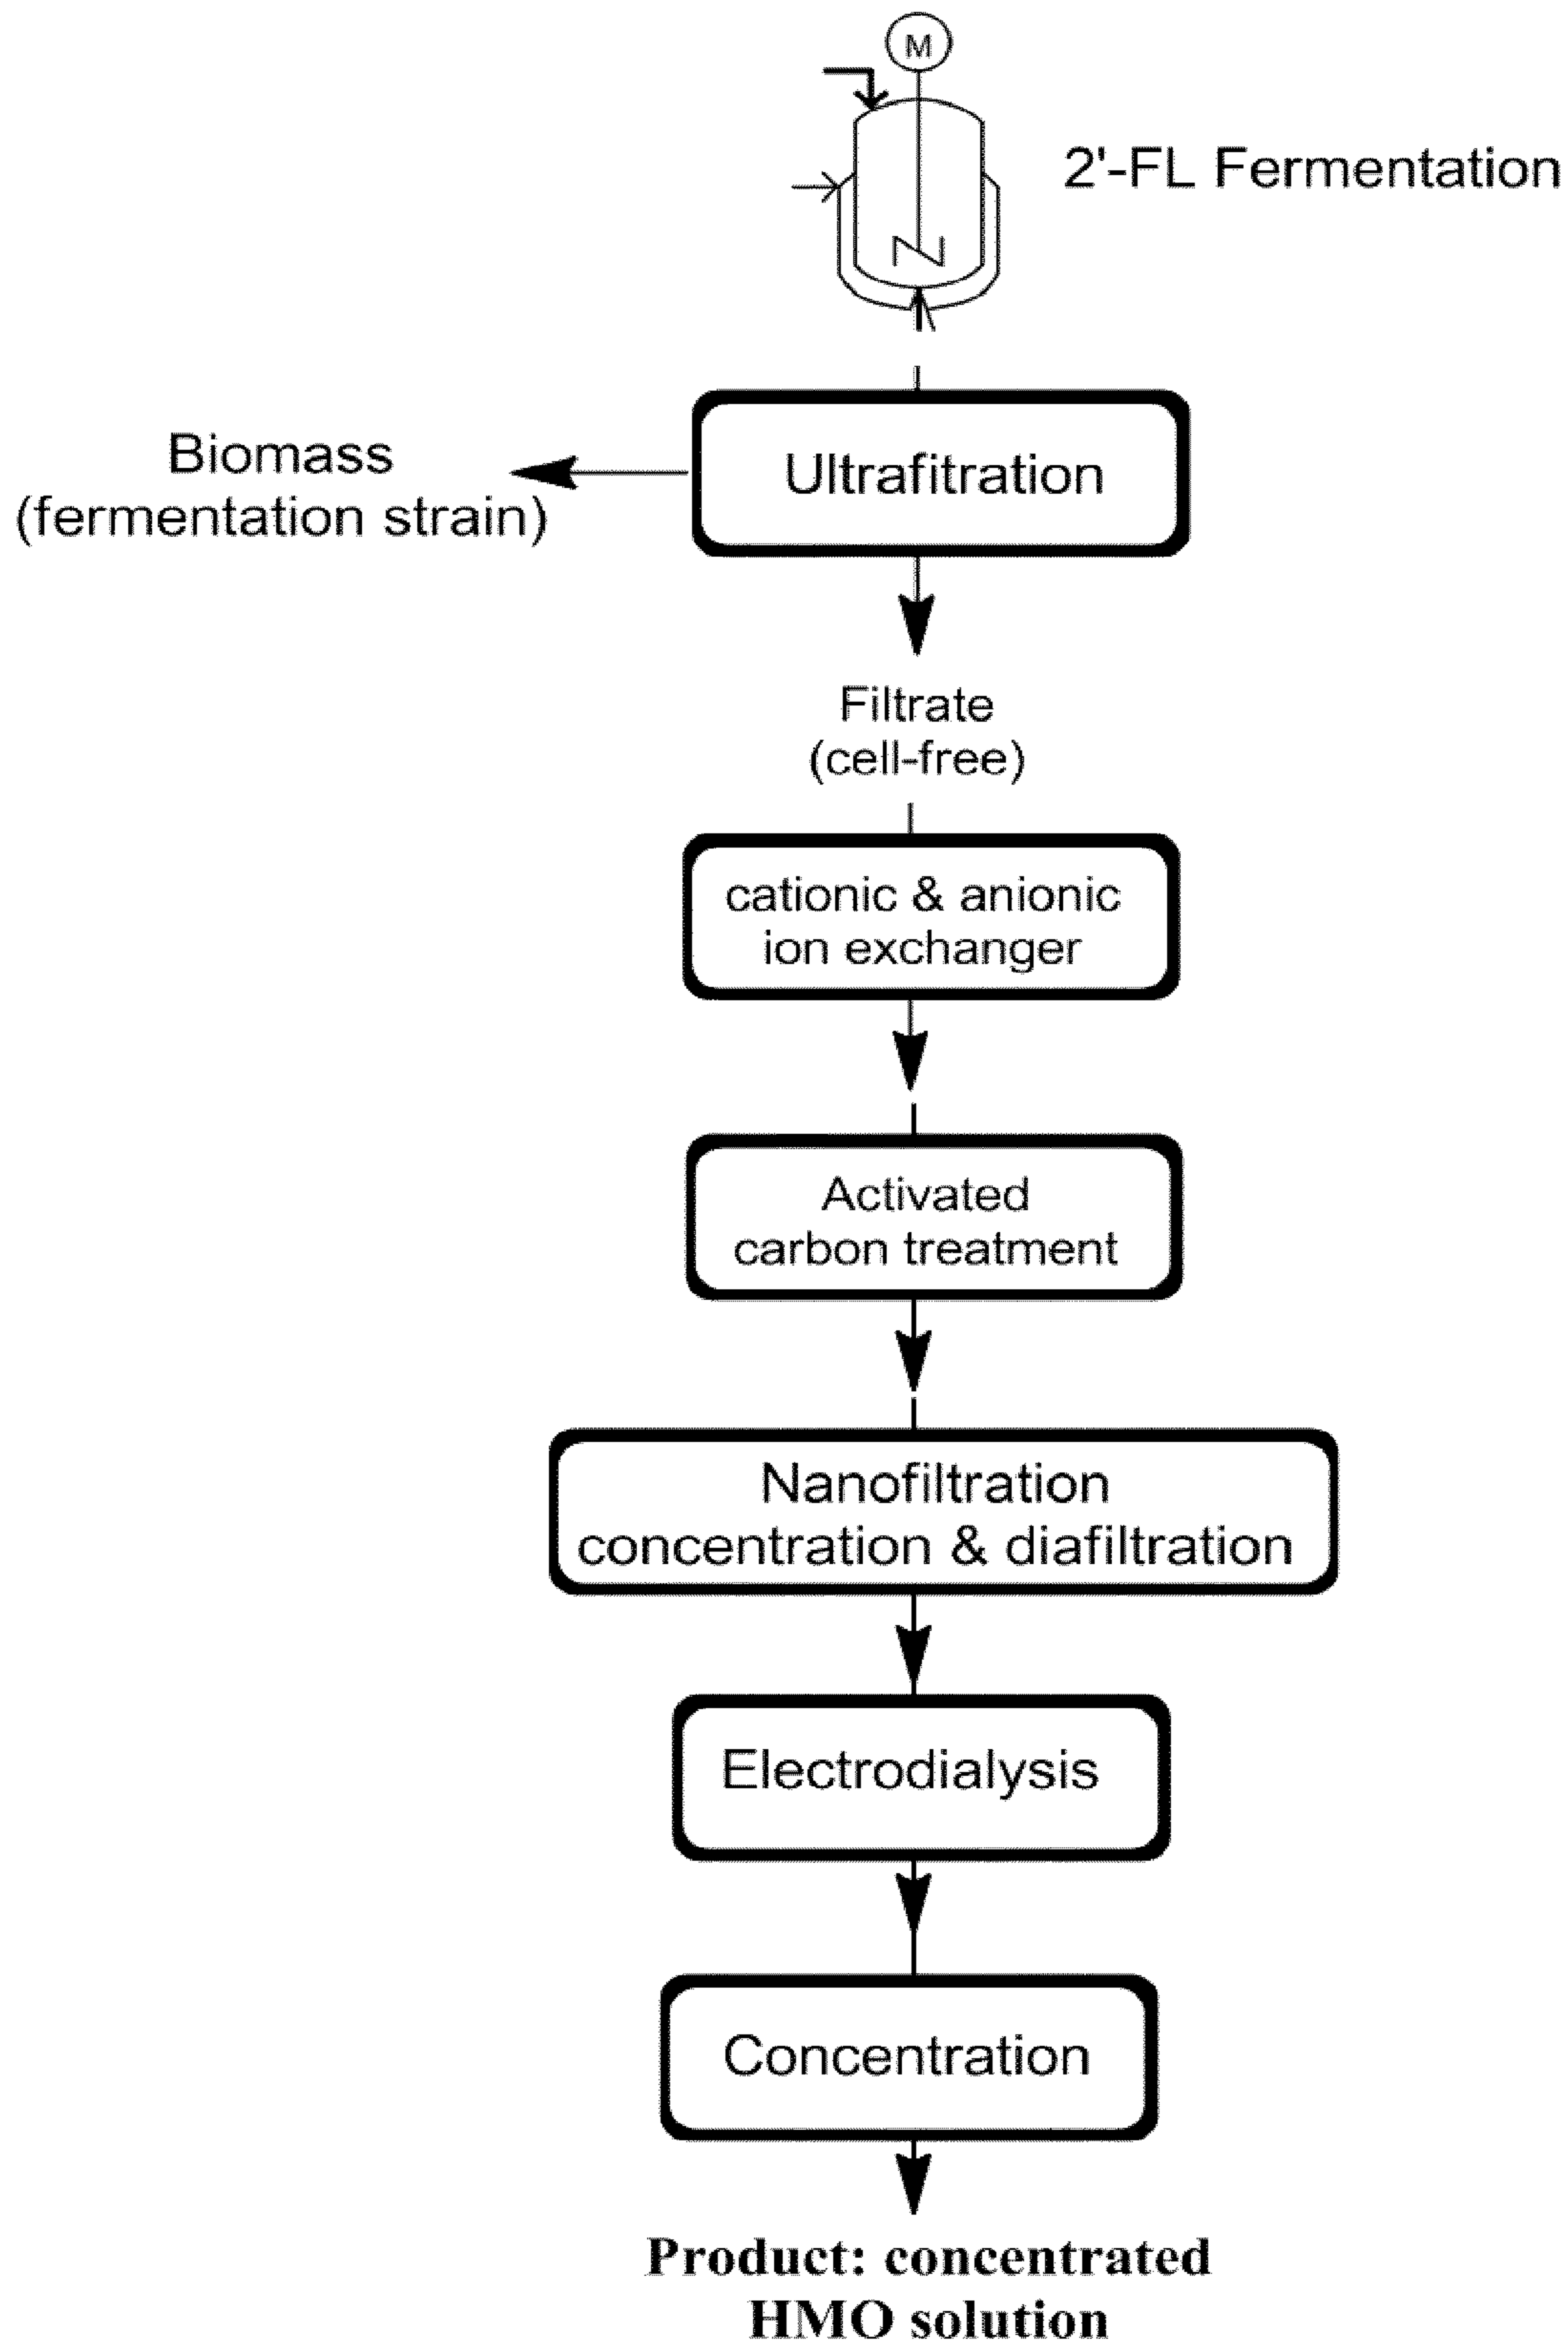 M
2'-FL Fermentation
Ultrafitration
Biomass
(fermentation strain)
Filtrate
(cell-free)
cationic & anionic
ion exchanger
Activated
carbon treatment
Nanofiltration
concentration & diafiltration
Electrodialysis
Concentration
Product: concentrated
HMO solution